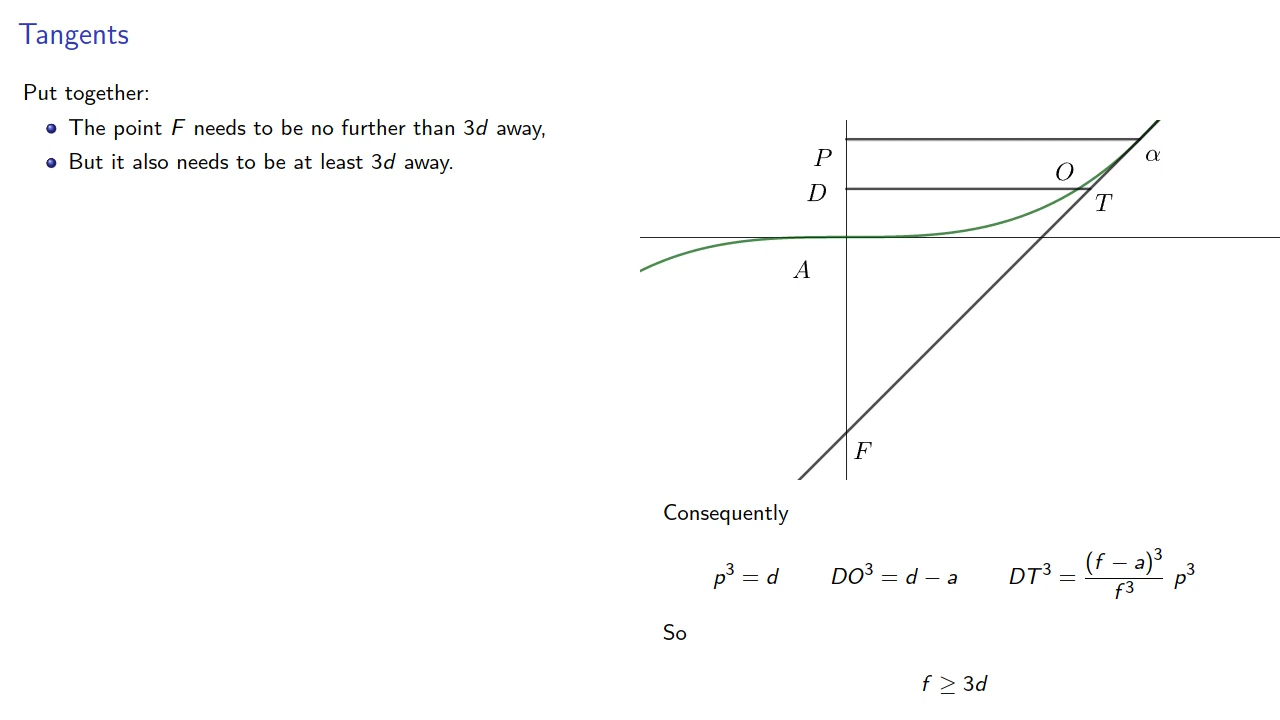 Tangents
Put together:
The point F needs to be no further than 3d away,
But it also needs to be at least 3d away.
P
α
O
D
T
A
F
Consequently
p³ = d    DO³ = d − a    DT³ = (f − a)³ / f³ p³
So
f ≥ 3d